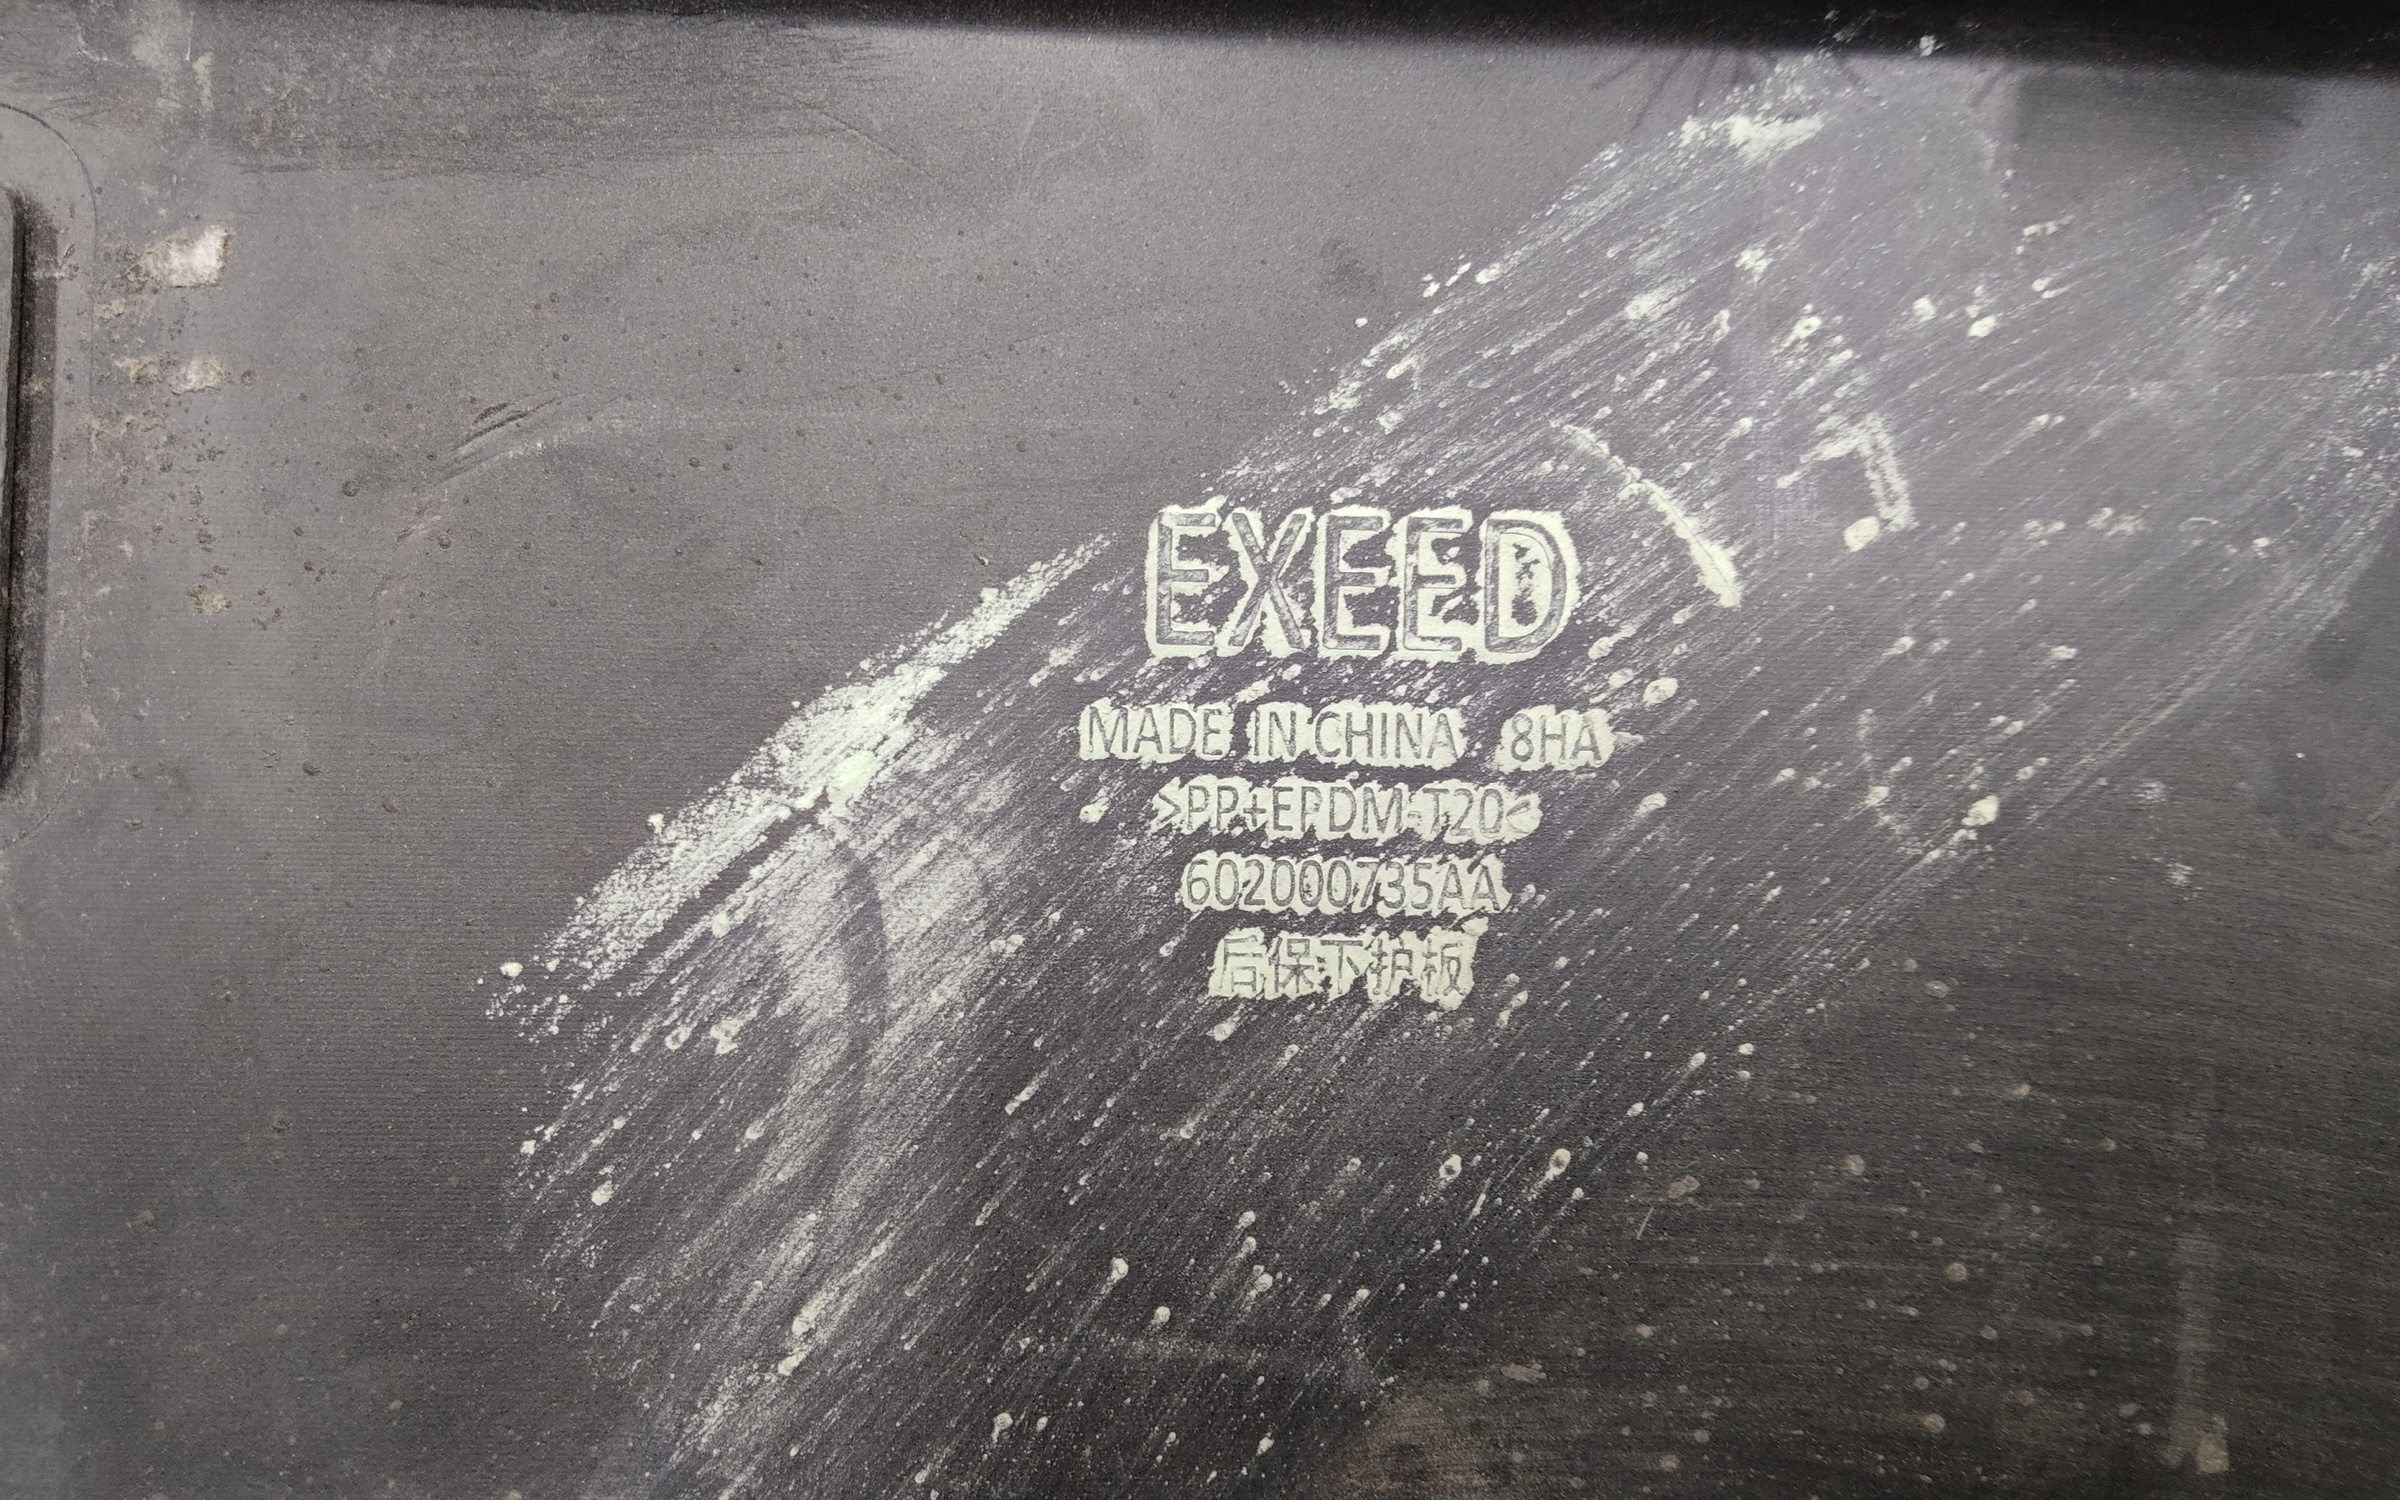 EXEED
MADE IN CHINA 8HA
>PP+EPDM-T20<
602000735AA
后保下护板